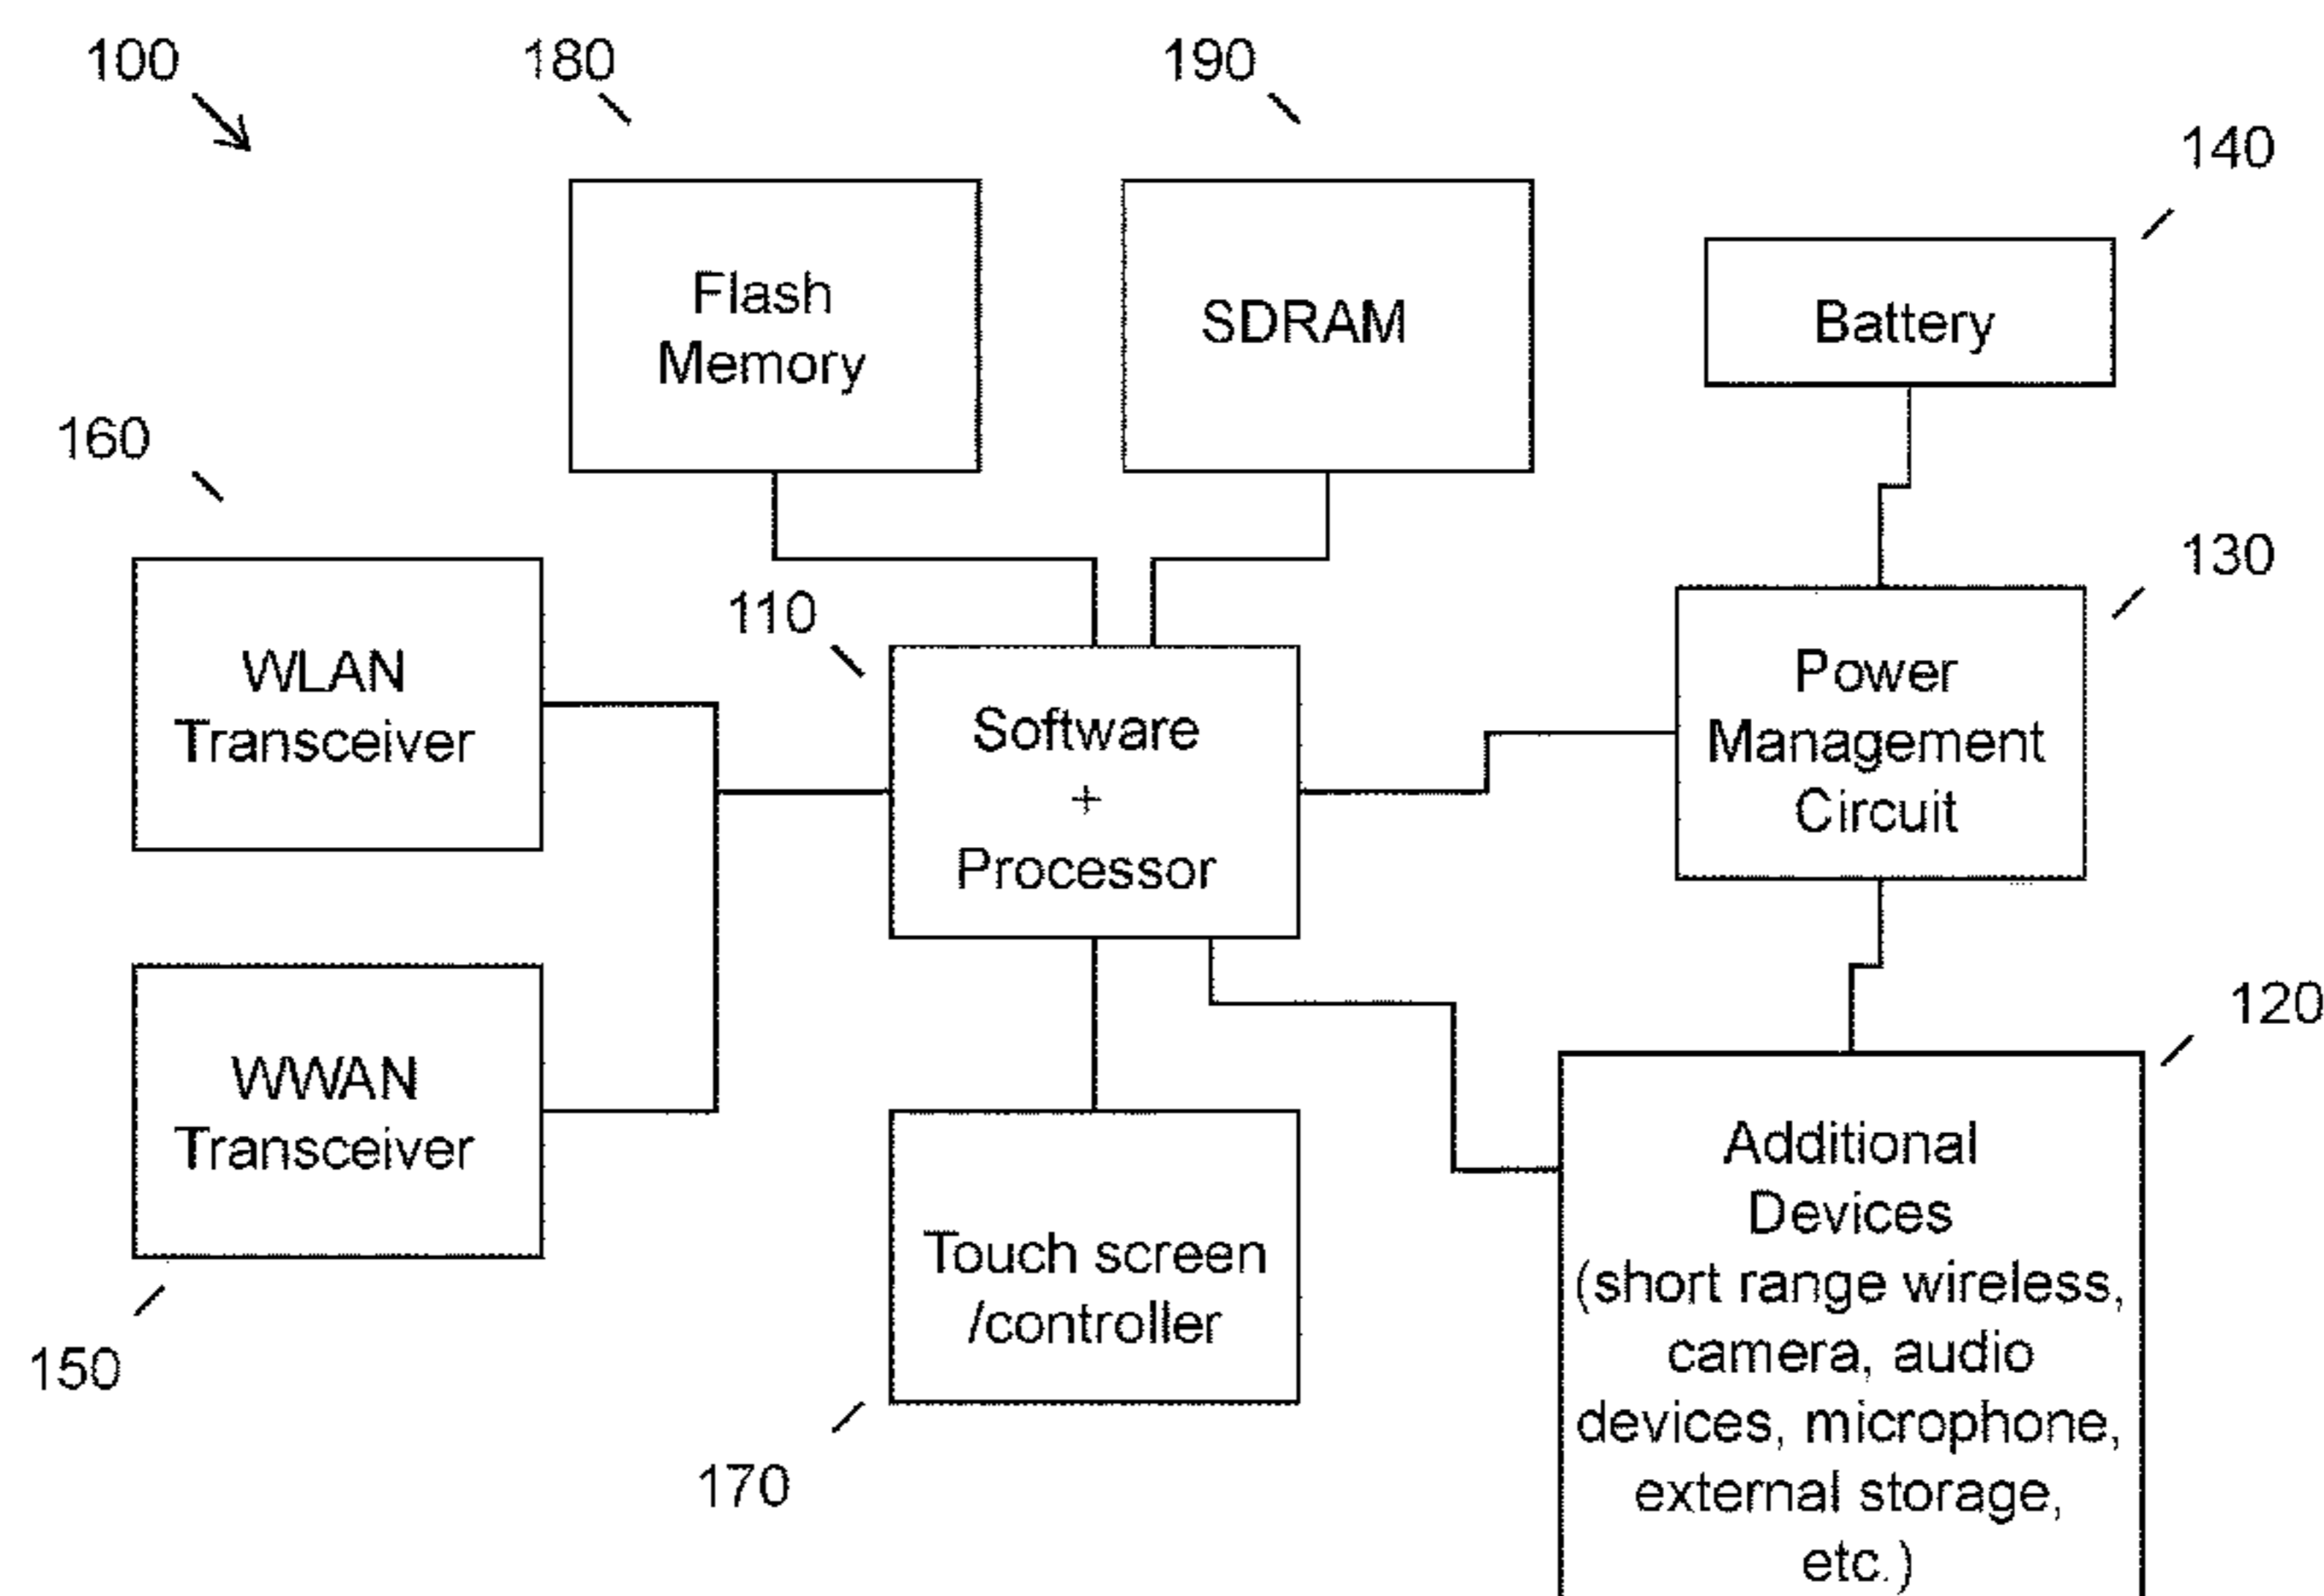 100
180
190
140
Flash
Memory
SDRAM
Battery
160
130
110
WLAN
Transceiver
Software
+
Processor
Power
Management
Circuit
120
WWAN
Transceiver
Additional
Devices
(short range wireless,
camera, audio
devices, microphone,
external storage,
etc.)
Touch screen
/controller
150
170